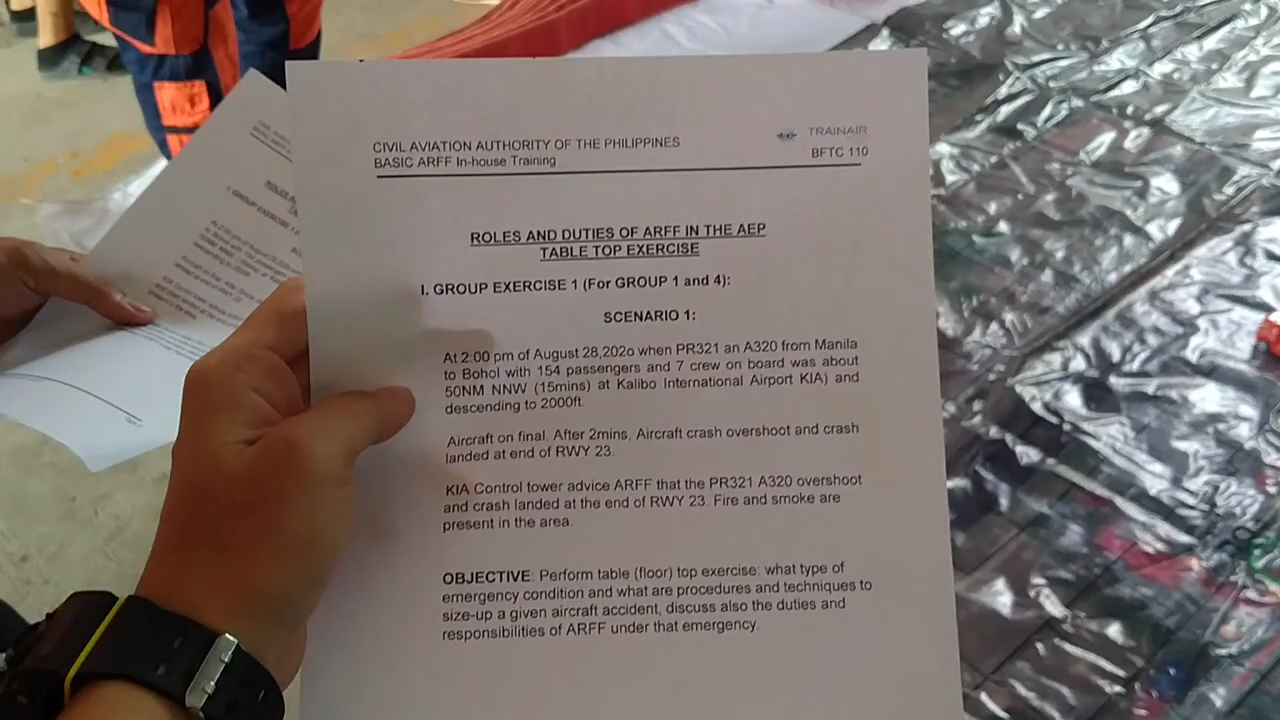 CIVIL AVIATION AUTHORITY OF THE PHILIPPINES
BASIC ARFF In-house Training
TRAINAIR
BFTC 110
ROLES AND DUTIES OF ARFF IN THE AEP
TABLE TOP EXERCISE
I. GROUP EXERCISE 1 (For GROUP 1 and 4):
SCENARIO 1:
At 2:00 pm of August 28,202o when PR321 an A320 from Manila
to Bohol with 154 passengers and 7 crew on board was about
50NM NNW (15mins) at Kalibo International Airport KIA) and
descending to 2000ft.
Aircraft on final. After 2mins, Aircraft crash overshoot and crash
landed at end of RWY 23.
KIA Control tower advice ARFF that the PR321 A320 overshoot
and crash landed at the end of RWY 23. Fire and smoke are
present in the area.
OBJECTIVE: Perform table (floor) top exercise: what type of
emergency condition and what are procedures and techniques to
size-up a given aircraft accident, discuss also the duties and
responsibilities of ARFF under that emergency.